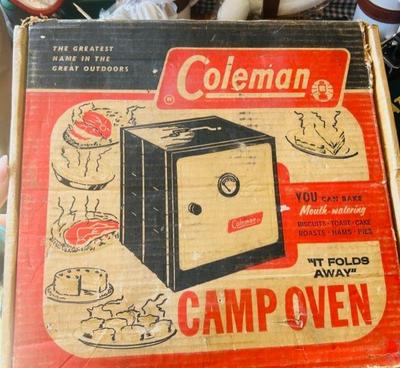 THE GREATEST
NAME IN THE
GREAT OUTDOORS
Coleman
Coleman
YOU CAN BAKE
Mouth-watering
BISCUITS · TOAST · CAKE
ROASTS · HAMS · PIES
"IT FOLDS
AWAY"
CAMP OVEN